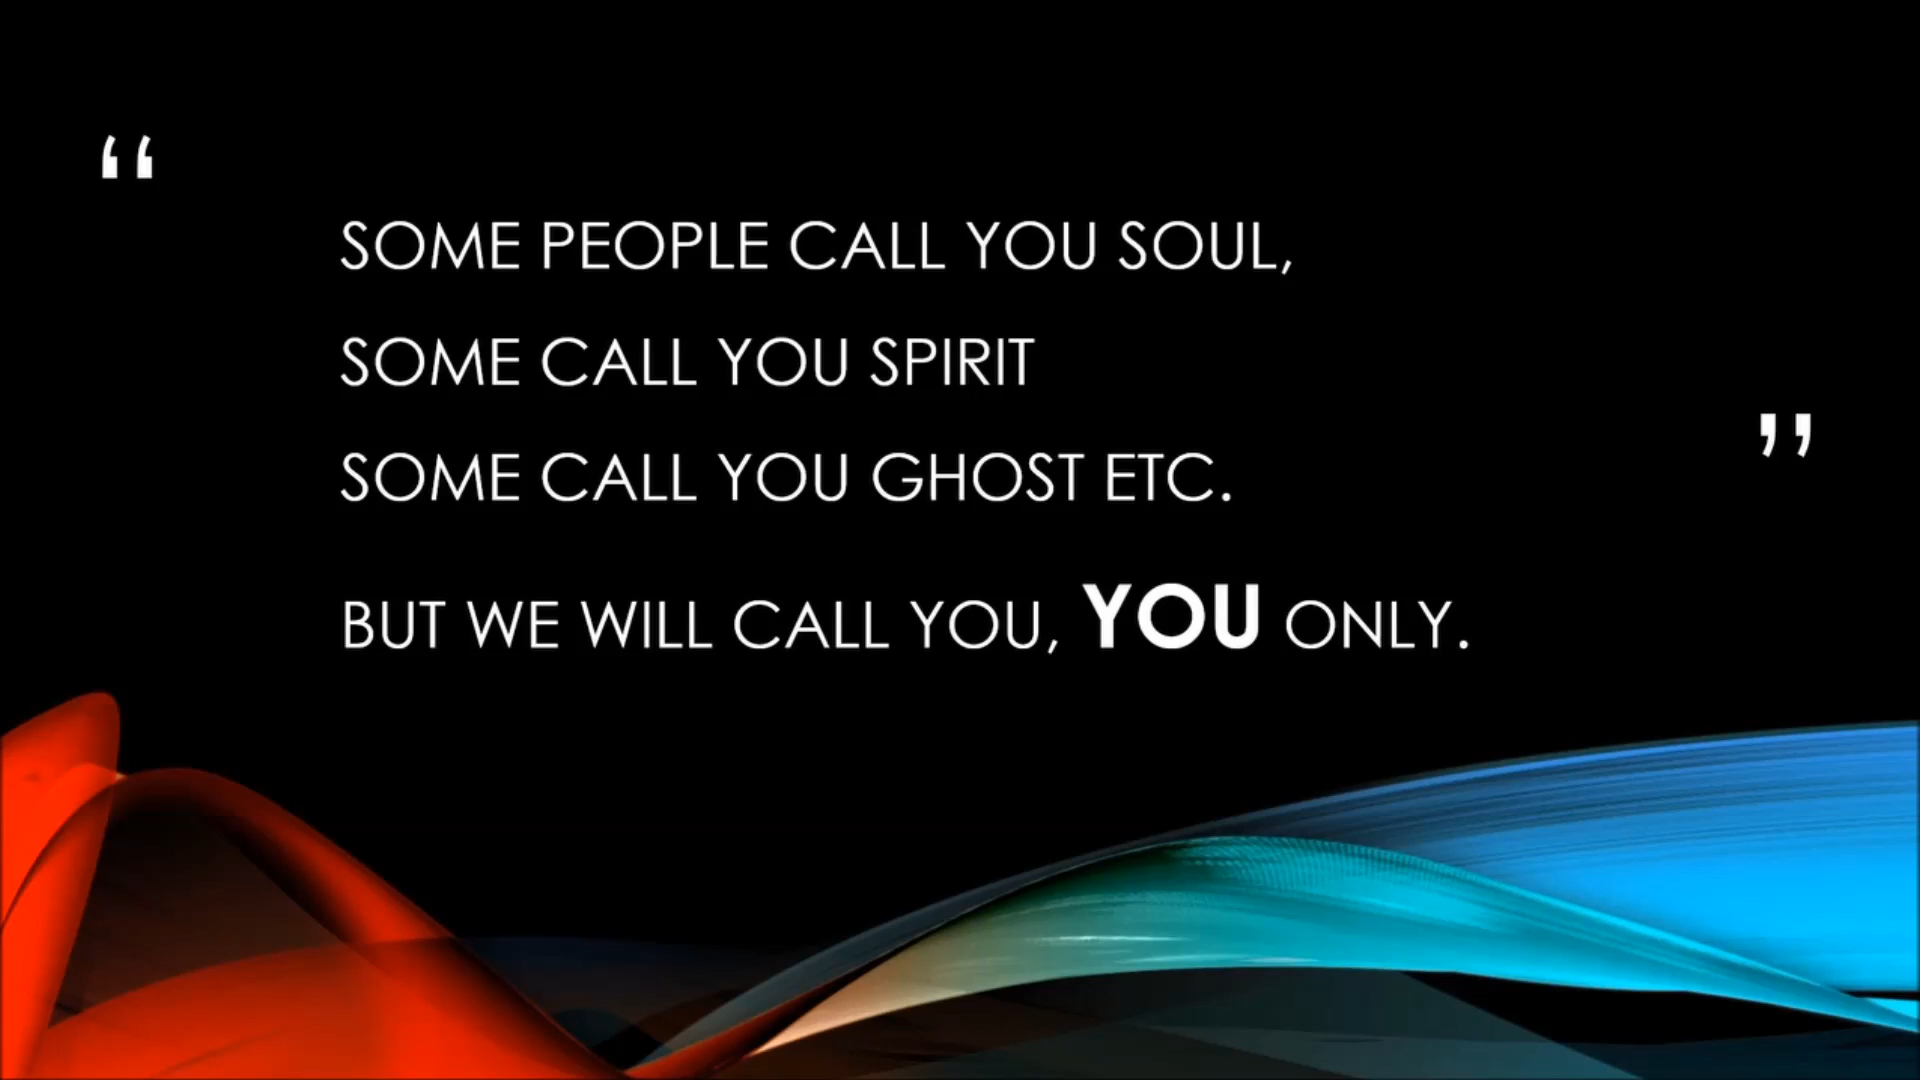 “
SOME PEOPLE CALL YOU SOUL,
SOME CALL YOU SPIRIT
SOME CALL YOU GHOST ETC.
BUT WE WILL CALL YOU, YOU ONLY.
”